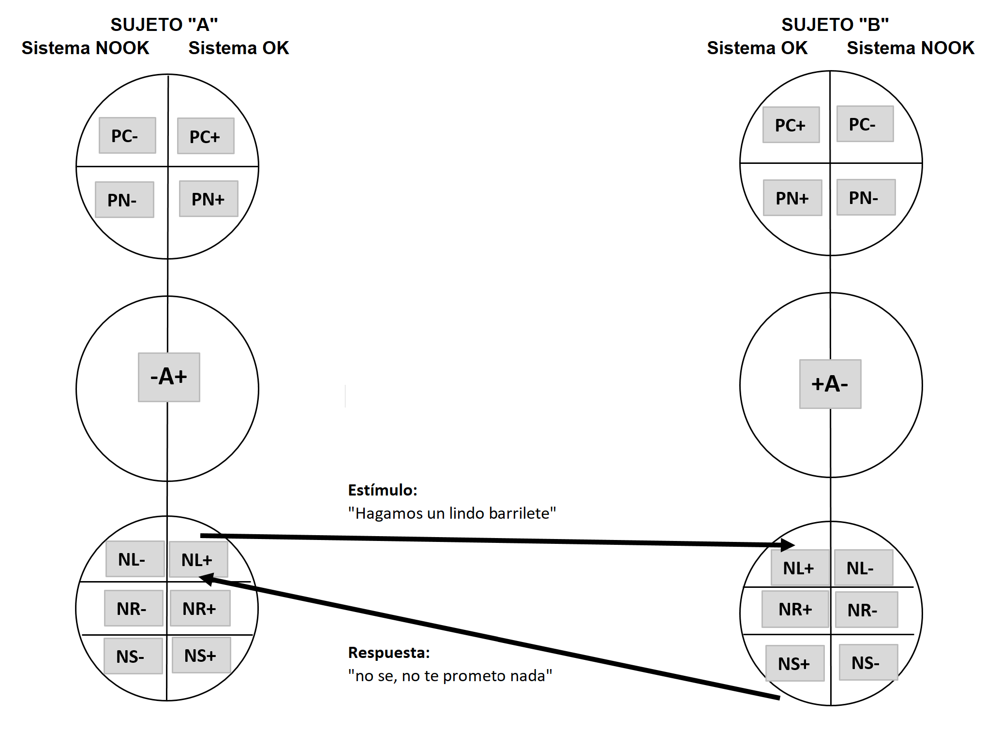 SUJETO "A"
Sistema NOOK
Sistema OK
SUJETO "B"
Sistema OK
Sistema NOOK
PC-
PC+
PN-
PN+
PC+
PC-
PN+
PN-
-A+
+A-
Estímulo:
"Hagamos un lindo barrilete"
NL-
NL+
NR-
NR+
NS-
NS+
NL+
NL-
NR+
NR-
NS+
NS-
Respuesta:
"no se, no te prometo nada"